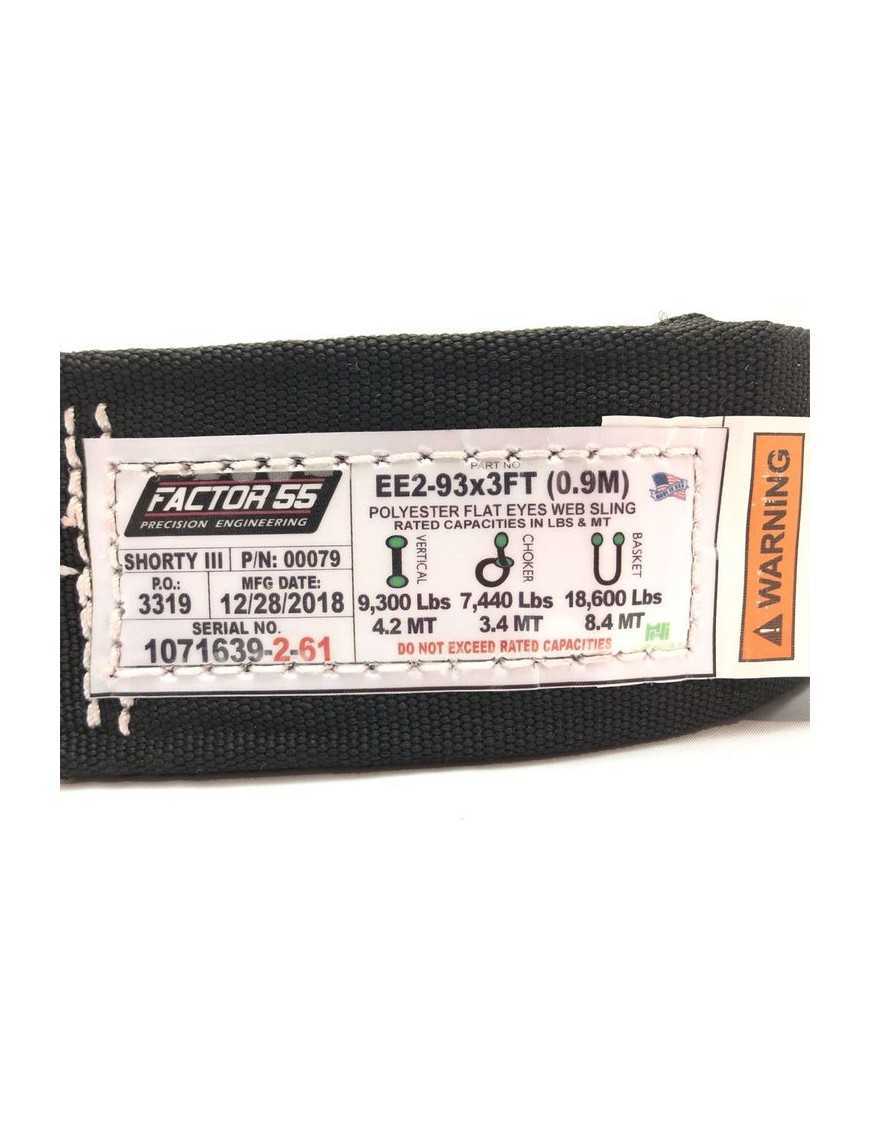 FACTOR 55
PRECISION ENGINEERING
SHORTY III P/N: 00079
P.O.: MFG DATE:
3319 12/28/2018
SERIAL NO.
1071639-2-61
PART NO
EE2-93x3FT (0.9M)
POLYESTER FLAT EYES WEB SLING
RATED CAPACITIES IN LBS & MT
VERTICAL CHOKER BASKET
9,300 Lbs 7,440 Lbs 18,600 Lbs
4.2 MT 3.4 MT 8.4 MT
DO NOT EXCEED RATED CAPACITIES
WARNING